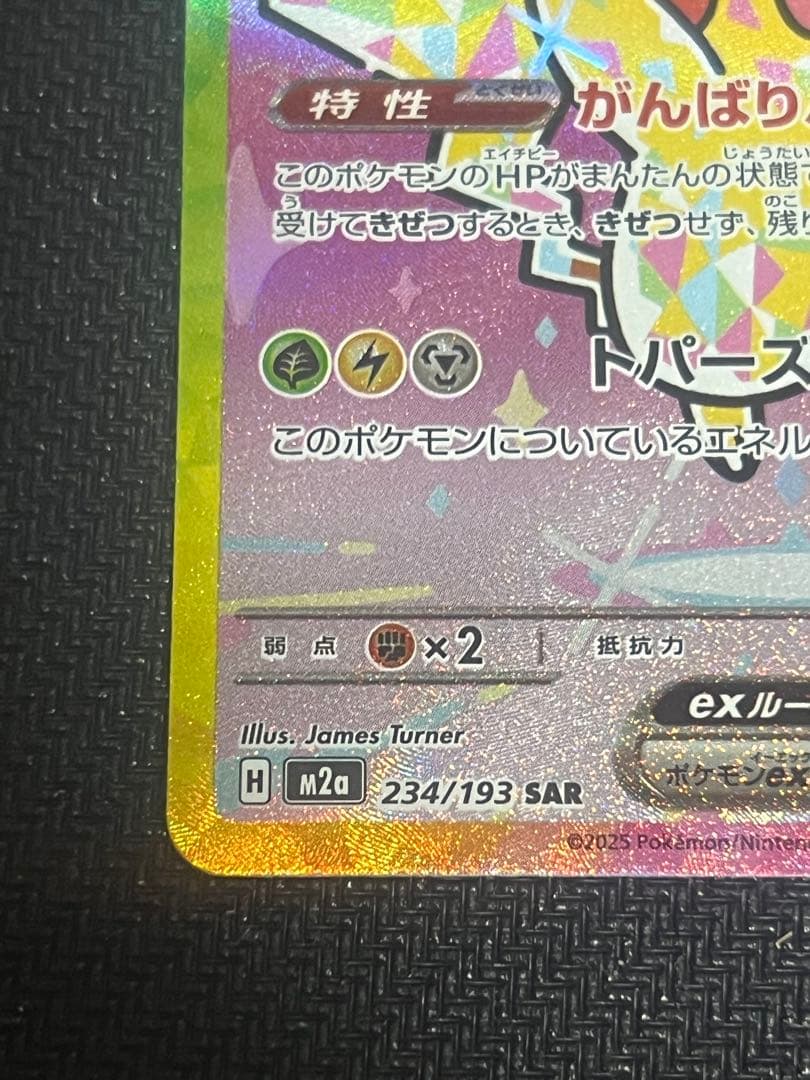 特性 とくせい がんばり
エイチピー じょうたい
このポケモンのHPがまんたんの状態で
う のこ
受けてきぜつするとき、きぜつせず、残り
トパーズ
このポケモンについているエネル
弱点 ×2 抵抗力
exルー
Illus. James Turner
ポケモンex
H m2a 234/193 SAR
©2025 Pokémon/Ninten